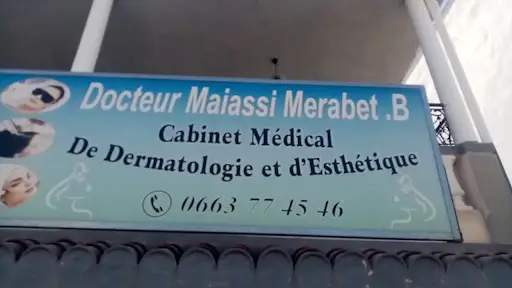 Docteur Maiassi Merabet .B
Cabinet Médical
De Dermatologie et d'Esthétique
0663 77 45 46